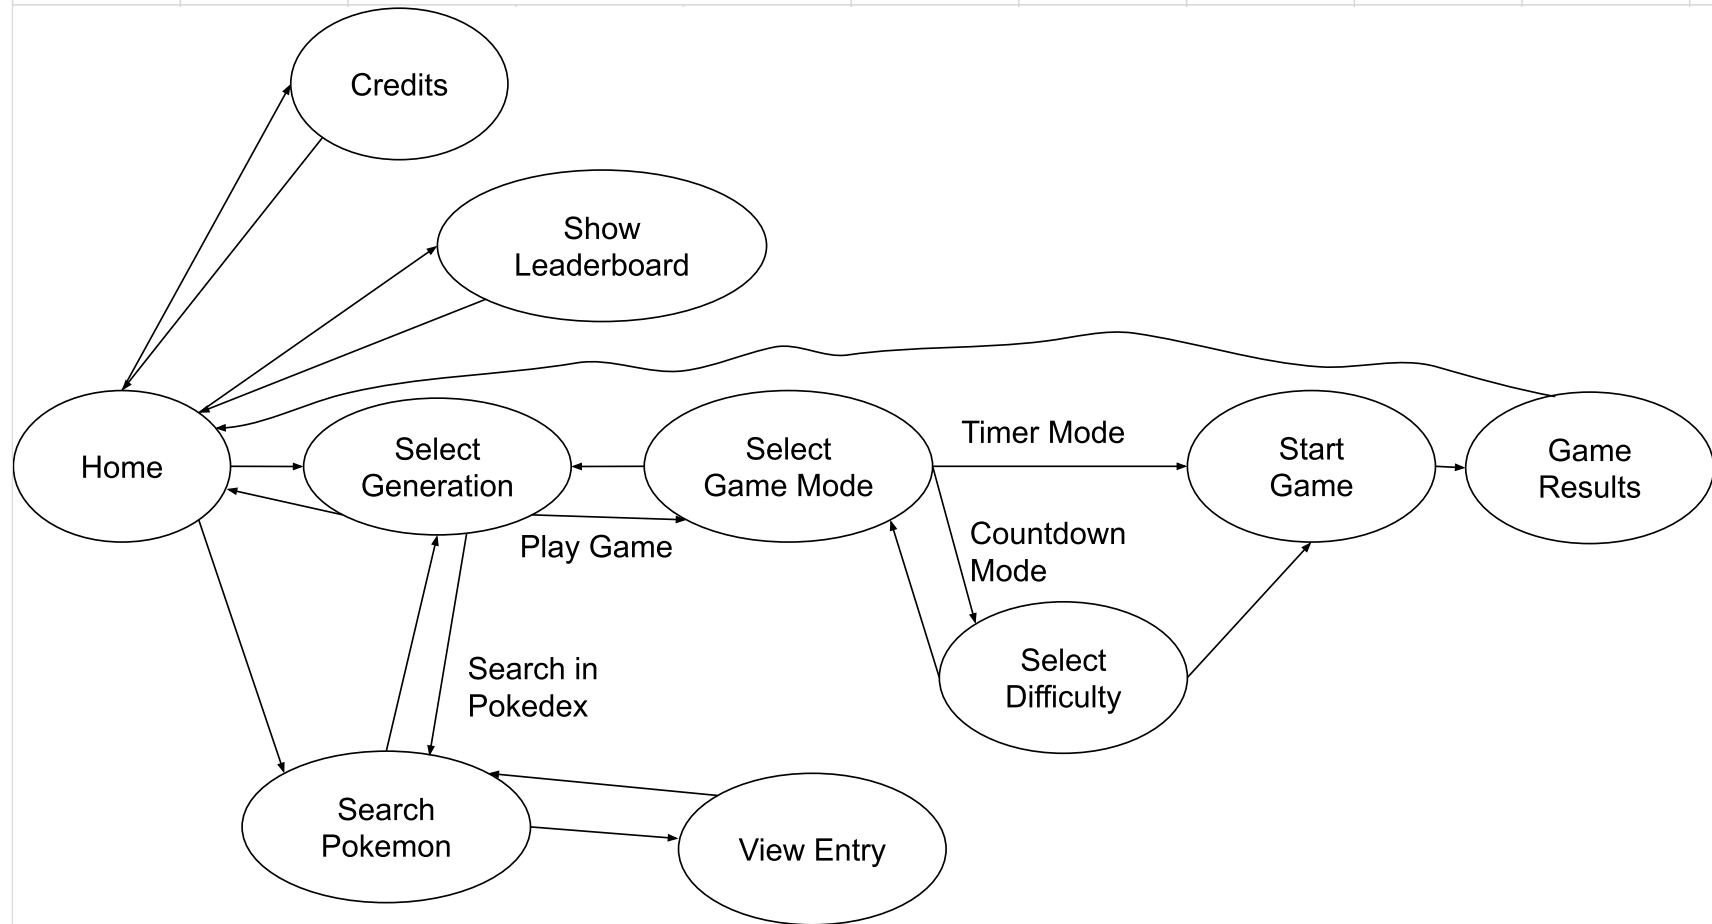 Credits
Show
Leaderboard
Home
Select
Generation
Select
Game Mode
Timer Mode
Start
Game
Game
Results
Play Game
Countdown
Mode
Search in
Pokedex
Select
Difficulty
Search
Pokemon
View Entry